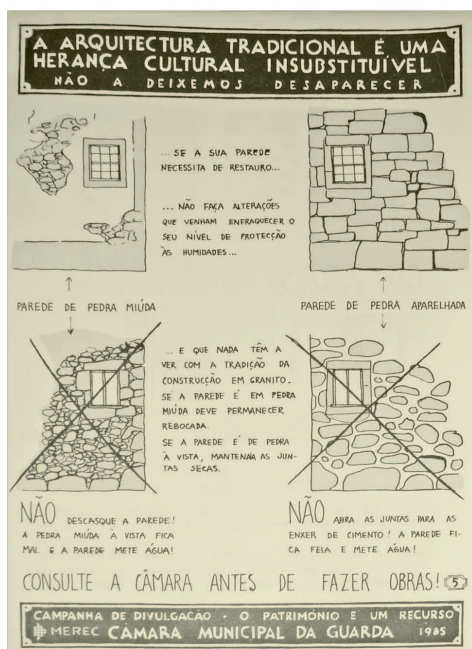 A ARQUITECTURA TRADICIONAL É UMA
HERANÇA CULTURAL INSUBSTITUÍVEL
NÃO A DEIXEMOS DESAPARECER
... SE A SUA PAREDE
NECESSITA DE RESTAURO...
... NÃO FAÇA ALTERAÇÕES
QUE VENHAM ENFRAQUECER O
SEU NÍVEL DE PROTECÇÃO
ÀS HUMIDADES...
PAREDE DE PEDRA MIÚDA
PAREDE DE PEDRA APARELHADA
... E QUE NADA TÊM A
VER COM A TRADIÇÃO DA
CONSTRUCÇÃO EM GRANITO.
SE A PAREDE É EM PEDRA
MIÚDA DEVE PERMANECER
REBOCADA.
SE A PAREDE É DE PEDRA
À VISTA, MANTENHA AS JUN-
TAS SECAS.
NÃO DESCASQUE A PAREDE!
A PEDRA MIÚDA À VISTA FICA
MAL E A PAREDE METE ÁGUA!
NÃO ABRA AS JUNTAS PARA AS
ENXER DE CIMENTO! A PAREDE FI-
CA FEIA E METE ÁGUA!
CONSULTE A CÂMARA ANTES DE FAZER OBRAS! 5
CAMPANHA DE DIVULGAÇÃO - O PATRIMÓNIO É UM RECURSO
MEREC CÂMARA MUNICIPAL DA GUARDA 1985